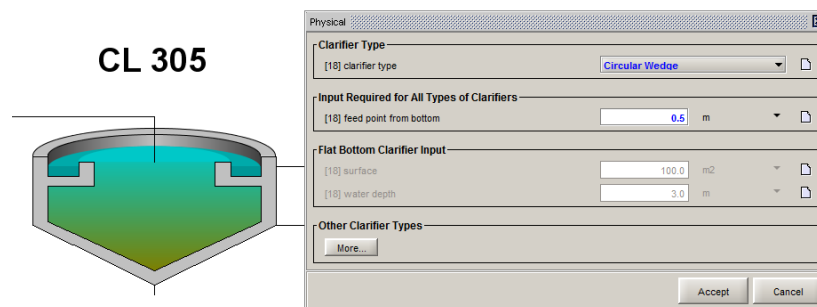 CL 305
Physical
Clarifier Type
[18] clarifier type Circular Wedge
Input Required for All Types of Clarifiers
[18] feed point from bottom 0.5 m
Flat Bottom Clarifier Input
[18] surface 100.0 m2
[18] water depth 3.0 m
Other Clarifier Types
More...
Accept Cancel